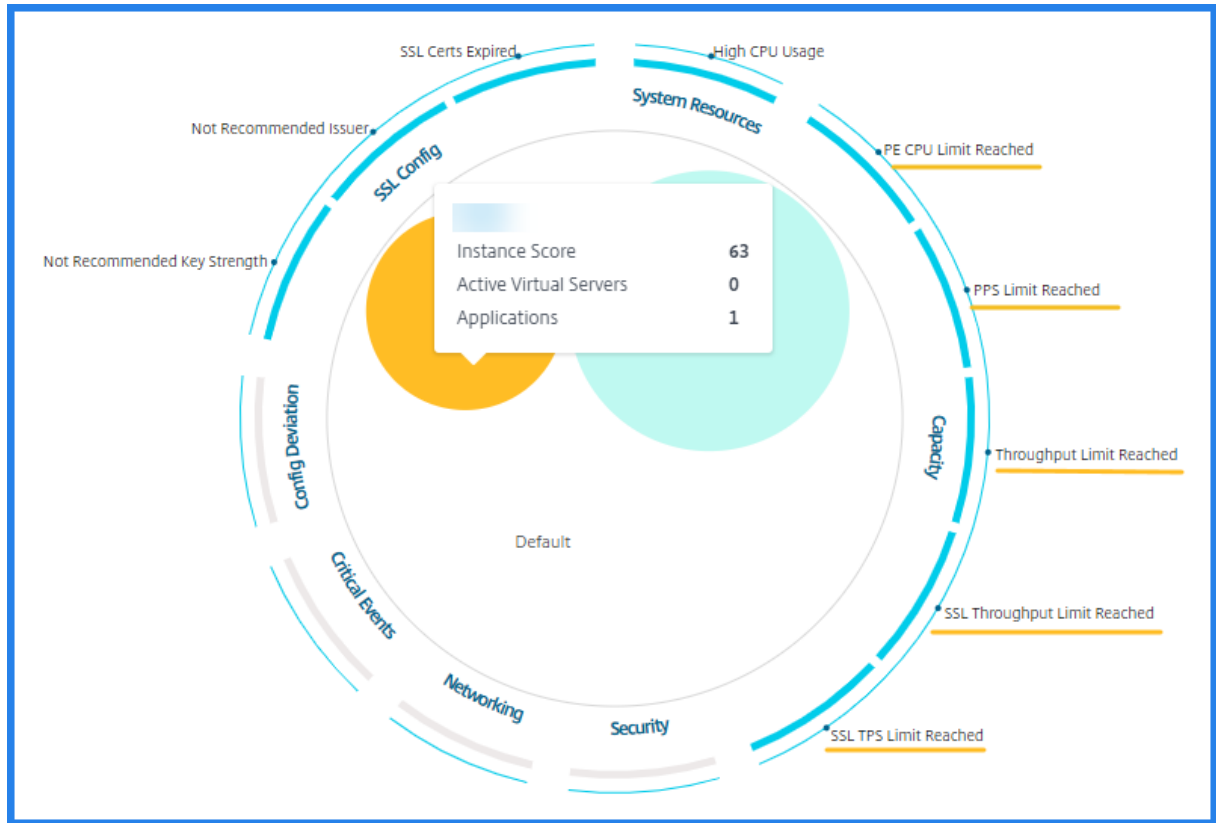 SSL Certs Expired
High CPU Usage
System Resources
Not Recommended Issuer
PE CPU Limit Reached
SSL Config
Instance Score 63
Not Recommended Key Strength
Active Virtual Servers 0
PPS Limit Reached
Applications 1
Config Deviation
Capacity
Throughput Limit Reached
Default
Critical Events
SSL Throughput Limit Reached
Networking
Security
SSL TPS Limit Reached